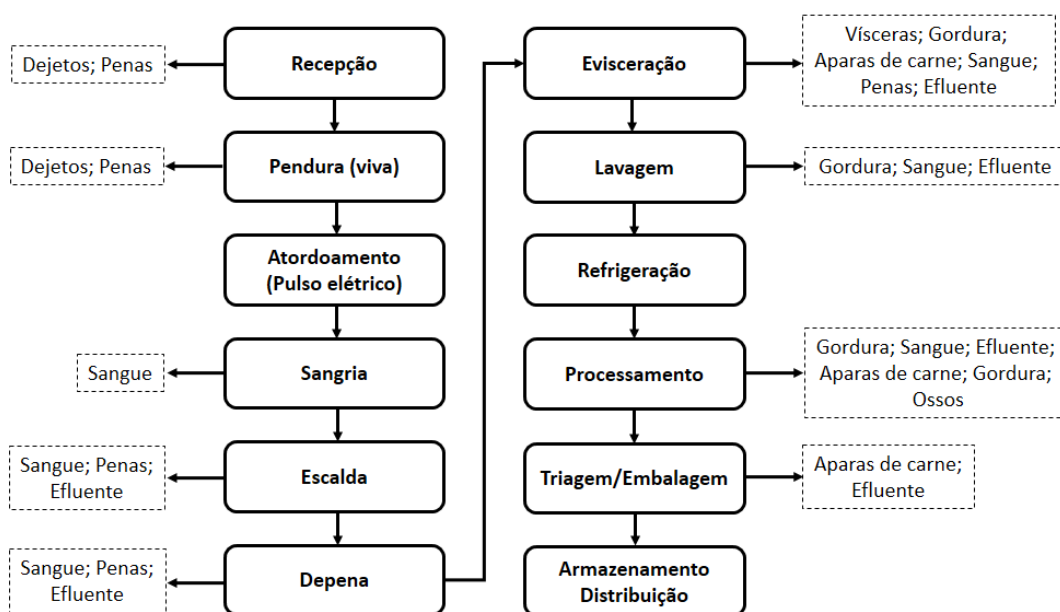 Dejetos; Penas
Recepção
Dejetos; Penas
Pendura (viva)
Atordoamento
(Pulso elétrico)
Sangue
Sangria
Sangue; Penas;
Efluente
Escalda
Sangue; Penas;
Efluente
Depena
Evisceração
Vísceras; Gordura;
Aparas de carne; Sangue;
Penas; Efluente
Lavagem
Gordura; Sangue; Efluente
Refrigeração
Processamento
Gordura; Sangue; Efluente;
Aparas de carne; Gordura;
Ossos
Triagem/Embalagem
Aparas de carne;
Efluente
Armazenamento
Distribuição